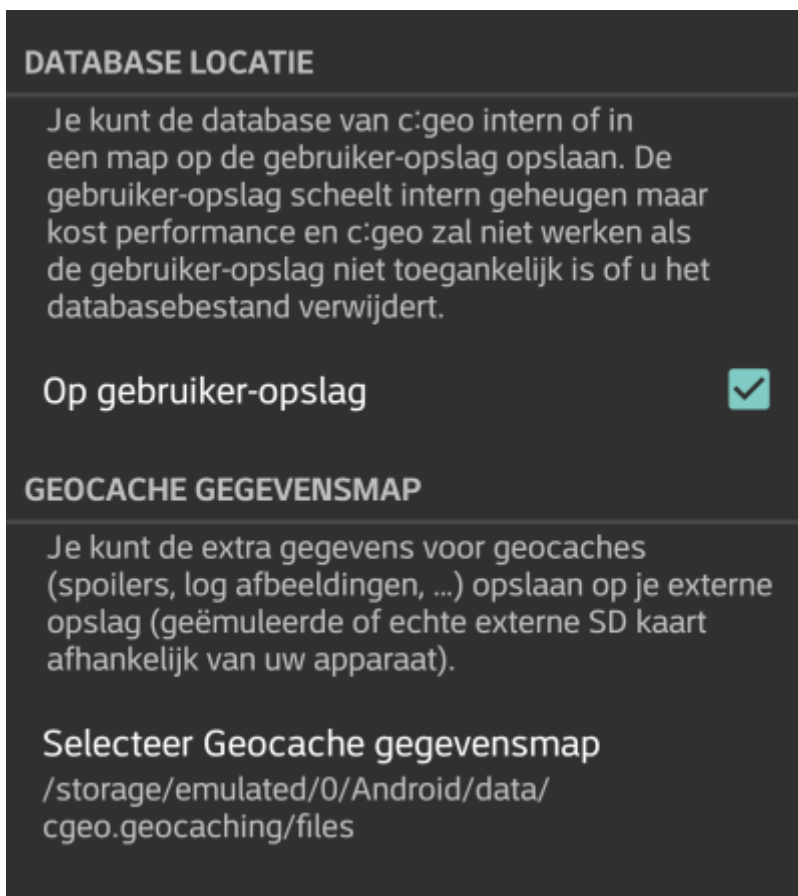 DATABASE LOCATIE
Je kunt de database van c:geo intern of in
een map op de gebruiker-opslag opslaan. De
gebruiker-opslag scheelt intern geheugen maar
kost performance en c:geo zal niet werken als
de gebruiker-opslag niet toegankelijk is of u het
databasebestand verwijdert.
Op gebruiker-opslag
GEOCACHE GEGEVENSMAP
Je kunt de extra gegevens voor geocaches
(spoilers, log afbeeldingen, ...) opslaan op je externe
opslag (geëmuleerde of echte externe SD kaart
afhankelijk van uw apparaat).
Selecteer Geocache gegevensmap
/storage/emulated/0/Android/data/
cgeo.geocaching/files